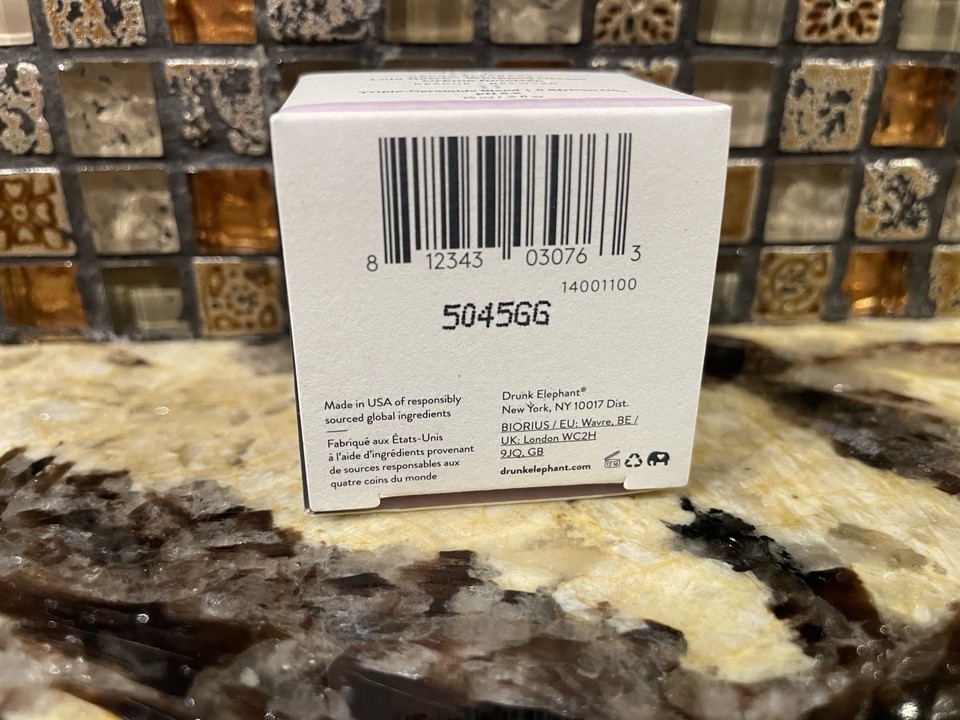 8 12343 03076 3
14001100
5045GG
Made in USA of responsibly
sourced global ingredients
Fabriqué aux États-Unis
à l'aide d'ingrédients provenant
de sources responsables aux
quatre coins du monde
Drunk Elephant®
New York, NY 10017 Dist.
BIORIUS / EU: Wavre, BE /
UK: London WC2H
9JQ, GB
drunkelephant.com